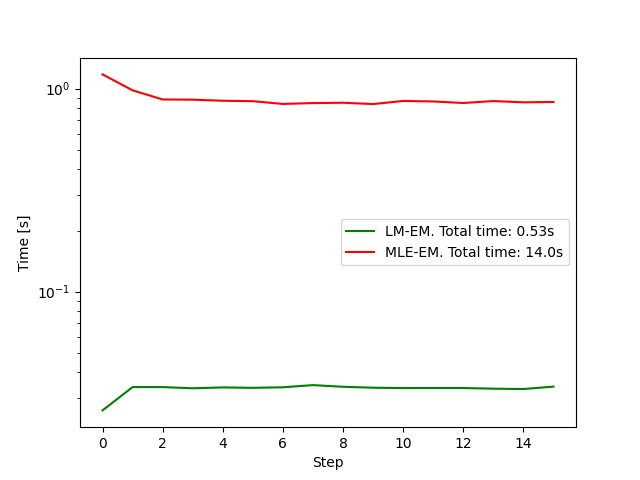 10⁰
10⁻¹
Time [s]
LM-EM. Total time: 0.53s
MLE-EM. Total time: 14.0s
0 2 4 6 8 10 12 14
Step